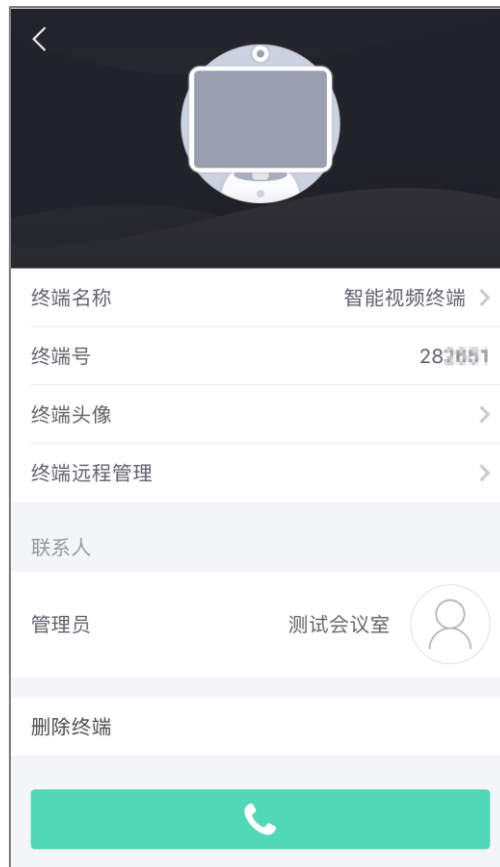 终端名称
智能视频终端
终端号
终端头像
终端远程管理
联系人
管理员
测试会议室
删除终端